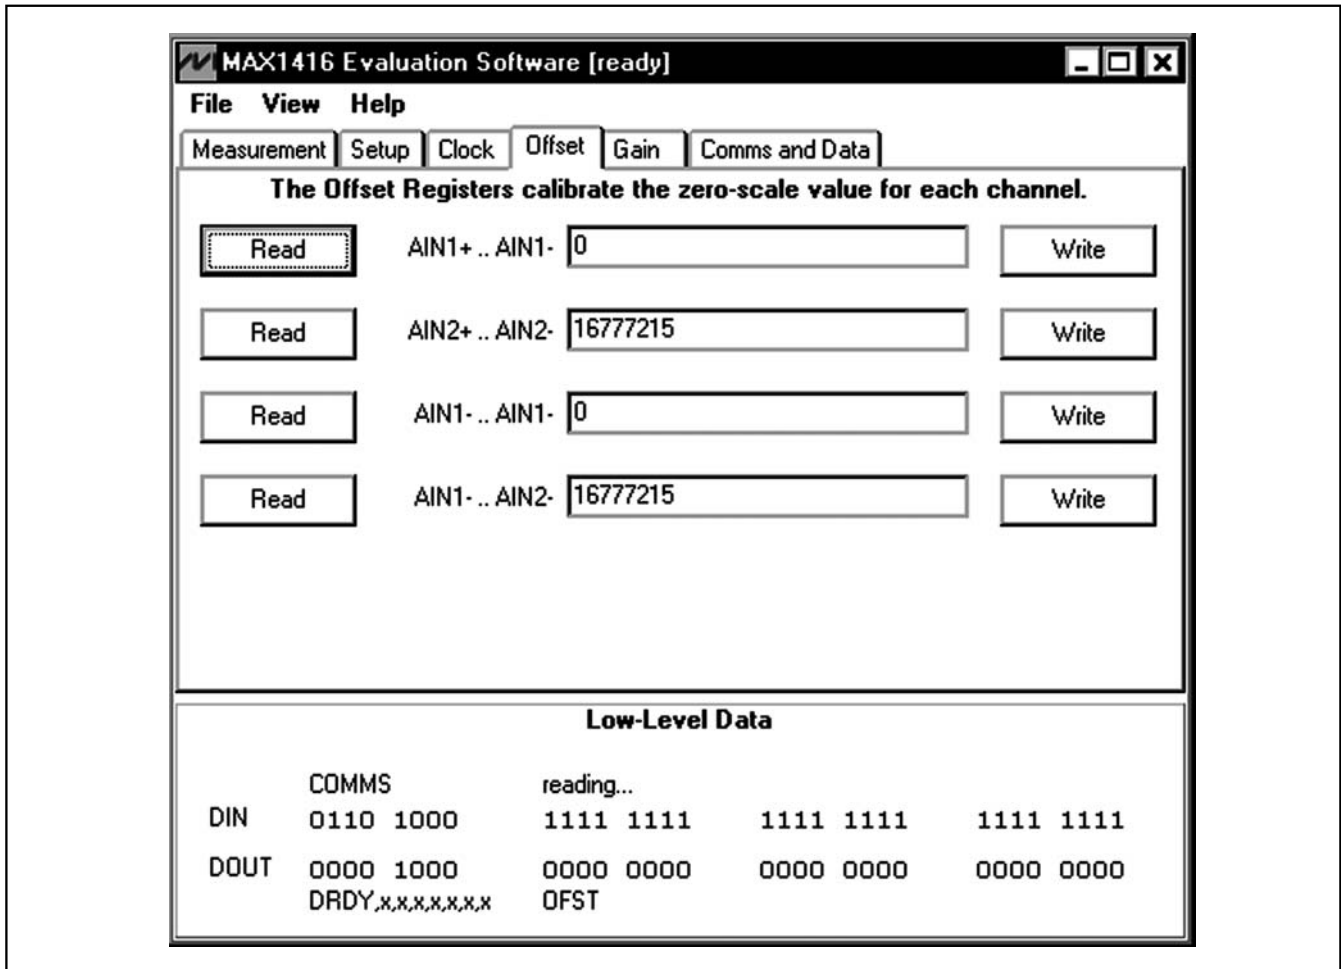 MAX1416 Evaluation Software [ready]
File View Help
Measurement Setup Clock Offset Gain Comms and Data
The Offset Registers calibrate the zero-scale value for each channel.
Read AIN1+ .. AIN1- 0 Write
Read AIN2+ .. AIN2- 16777215 Write
Read AIN1- .. AIN1- 0 Write
Read AIN1- .. AIN2- 16777215 Write
Low-Level Data
COMMS reading...
DIN 0110 1000 1111 1111 1111 1111 1111 1111
DOUT 0000 1000 0000 0000 0000 0000 0000 0000
DRDY,x,x,x,x,x,x,x OFST